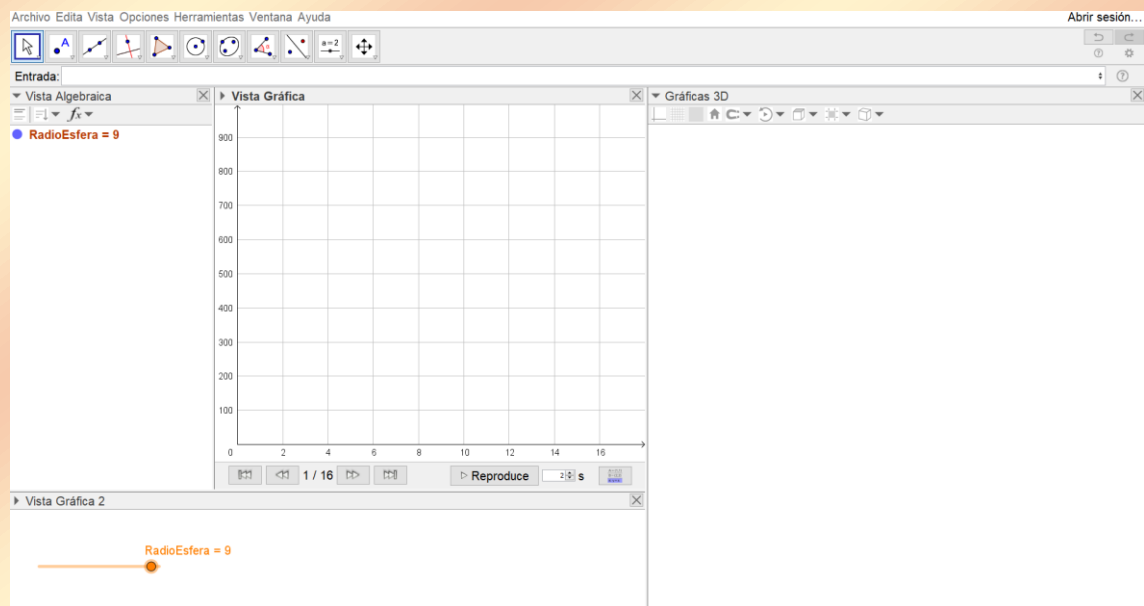 Archivo Edita Vista Opciones Herramientas Ventana Ayuda
Abrir sesión...
A
α
a=2
Entrada:
Vista Algebraica
Vista Gráfica
Gráficas 3D
fx
RadioEsfera = 9
900
800
700
600
500
400
300
200
100
0 2 4 6 8 10 12 14 16
1 / 16
Reproduce
2 s
Vista Gráfica 2
RadioEsfera = 9